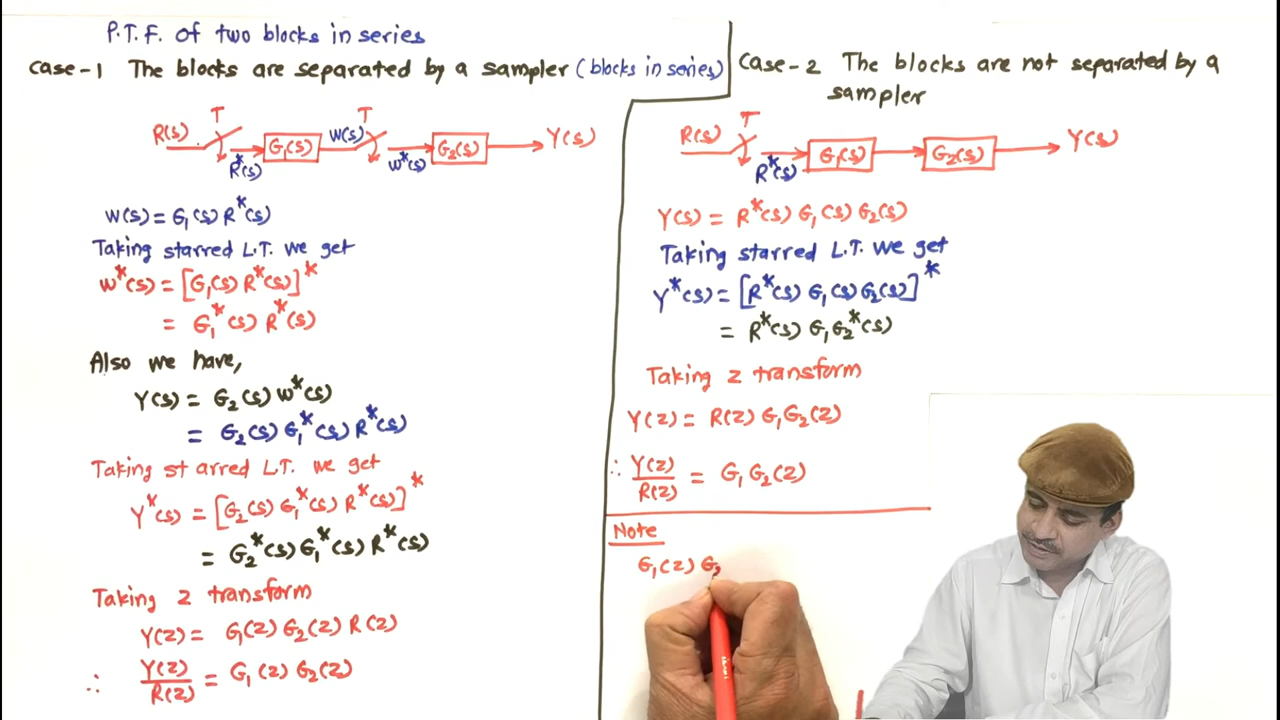 P.T.F. of two blocks in series
Case-1 The blocks are separated by a sampler (blocks in series)
T T
R(s) R*(s) G₁(s) W(s) W*(s) G₂(s) Y(s)
W(s) = G₁(s) R*(s)
Taking starred L.T. we get
W*(s) = [G₁(s) R*(s)]*
= G₁*(s) R*(s)
Also we have,
Y(s) = G₂(s) W*(s)
= G₂(s) G₁*(s) R*(s)
Taking starred L.T. we get
Y*(s) = [G₂(s) G₁*(s) R*(s)]*
= G₂*(s) G₁*(s) R*(s)
Taking z transform
Y(z) = G₁(z) G₂(z) R(z)
∴ Y(z)/R(z) = G₁(z) G₂(z)
Case-2 The blocks are not separated by a
sampler
T
R(s) R*(s) G₁(s) G₂(s) Y(s)
Y(s) = R*(s) G₁(s) G₂(s)
Taking starred L.T. we get
Y*(s) = [R*(s) G₁(s) G₂(s)]*
= R*(s) G₁G₂*(s)
Taking z transform
Y(z) = R(z) G₁G₂(z)
∴ Y(z)/R(z) = G₁G₂(z)
Note
G₁(z) G₂